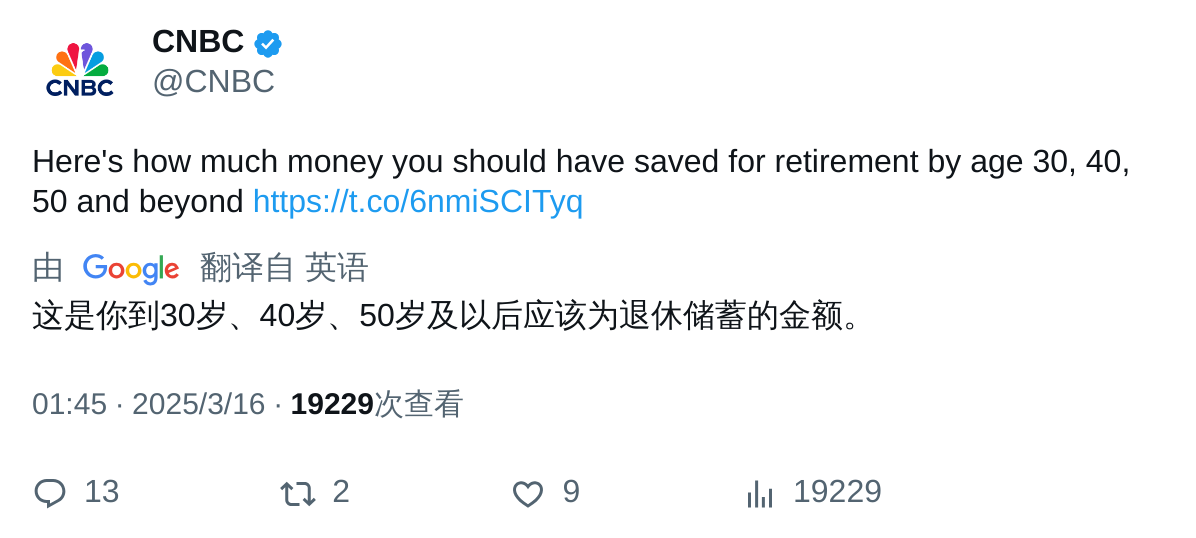 CNBC
CNBC
@CNBC
Here's how much money you should have saved for retirement by age 30, 40,
50 and beyond https://t.co/6nmiSCITyq
由 Google 翻译自 英语
这是你到30岁、40岁、50岁及以后应该为退休储蓄的金额。
01:45 · 2025/3/16 · 19229次查看
13 2 9 19229